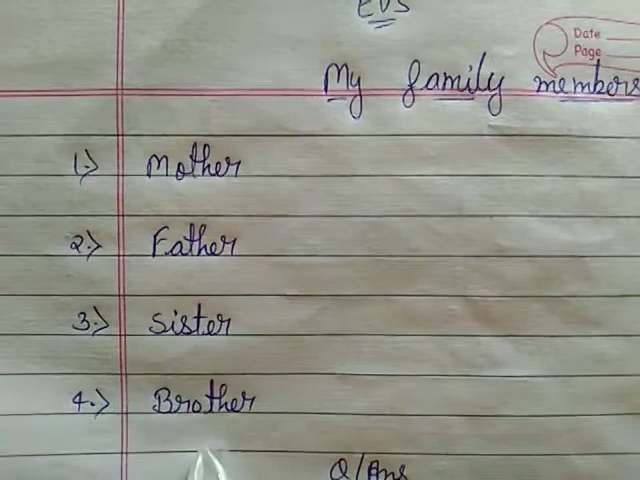 EVS
Date
Page
My family members
1.) Mother
2.) Father
3.) Sister
4.) Brother
Q/Ans